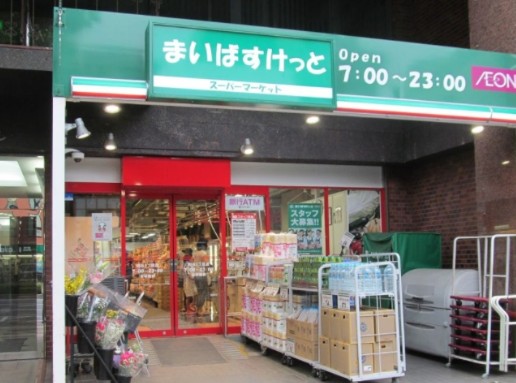 まいばすけっと
スーパーマーケット
Open
7:00～23:00
ÆON
銀行ATM
スタッフ
大募集!!